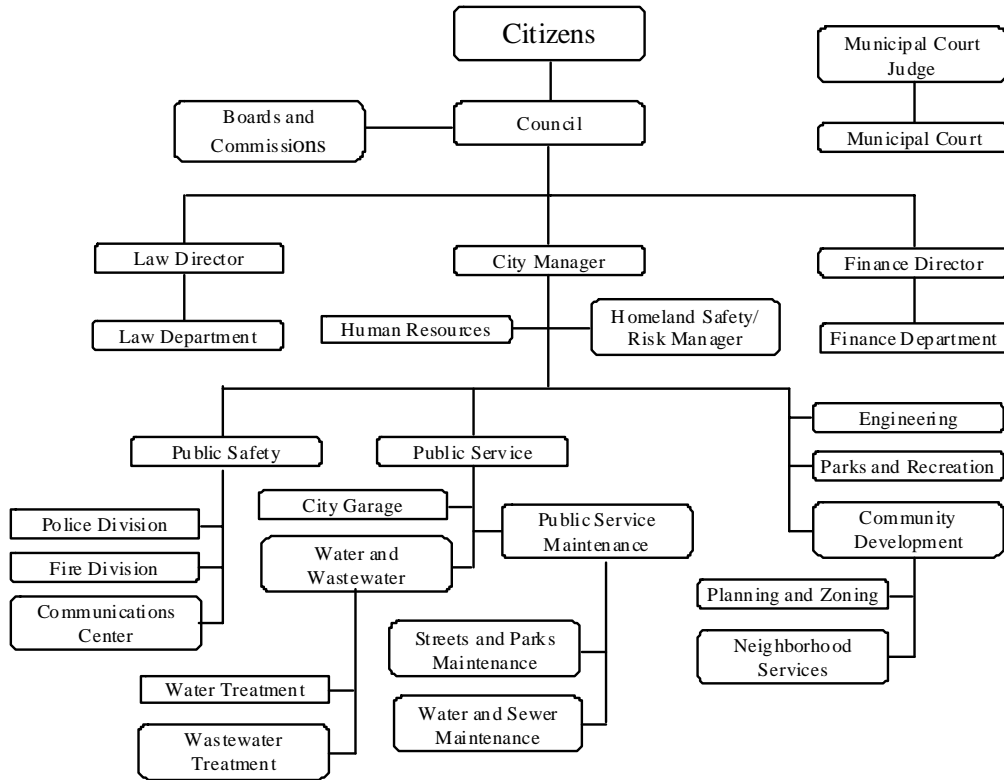 Citizens
Municipal Court
Judge
Boards and
Commissions
Council
Municipal Court
Law Director
City Manager
Finance Director
Law Department
Human Resources
Homeland Safety/
Risk Manager
Finance Department
Public Safety
Public Service
Engineering
Parks and Recreation
Community
Development
Police Division
Fire Division
Communications
Center
City Garage
Water and
Wastewater
Public Service
Maintenance
Planning and Zoning
Neighborhood
Services
Streets and Parks
Maintenance
Water and Sewer
Maintenance
Water Treatment
Wastewater
Treatment